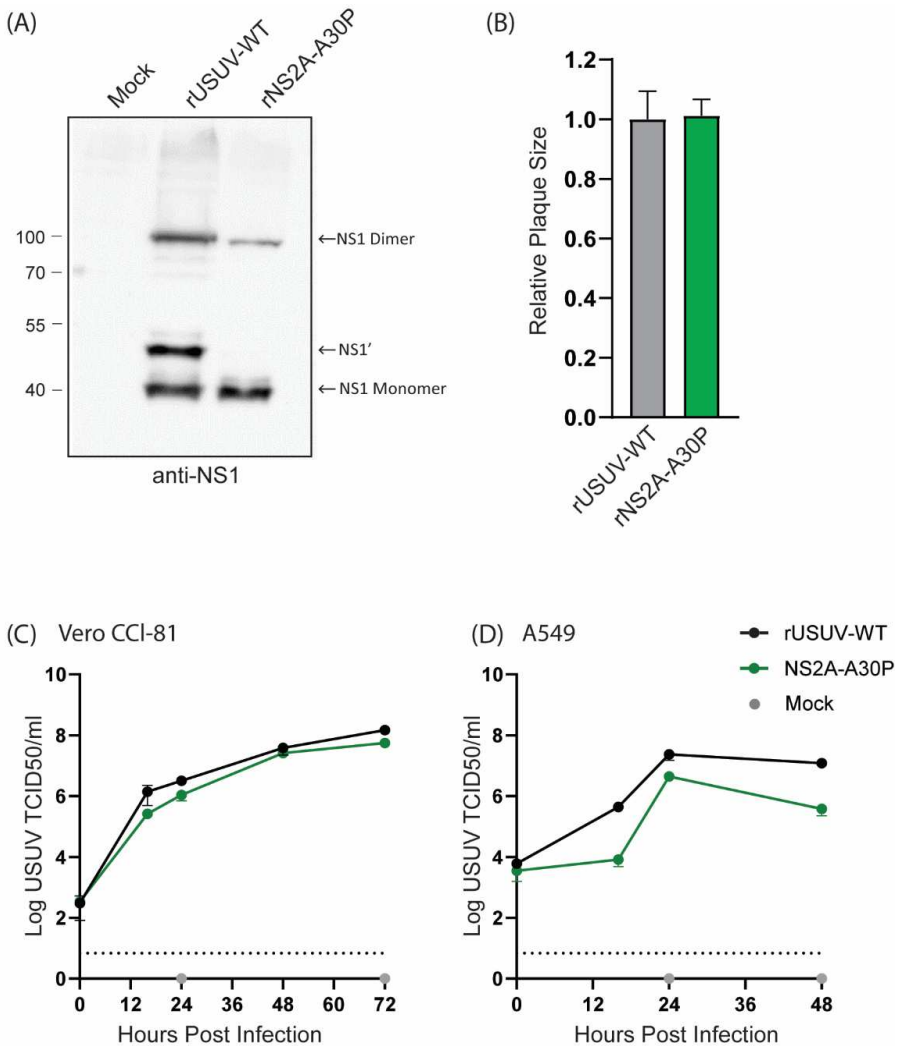 (A)
Mock
rUSUV-WT
rNS2A-A30P
100
70
55
40
←NS1 Dimer
←NS1′
←NS1 Monomer
anti-NS1
(B)
Relative Plaque Size
1.2
1.0
0.8
0.6
0.4
0.2
0.0
rUSUV-WT
rNS2A-A30P
(C) Vero CCl-81
Log USUV TCID50/ml
10
8
6
4
2
0
0 12 24 36 48 60 72
Hours Post Infection
(D) A549
Log USUV TCID50/ml
10
8
6
4
2
0
0 12 24 36 48
Hours Post Infection
rUSUV-WT
NS2A-A30P
Mock